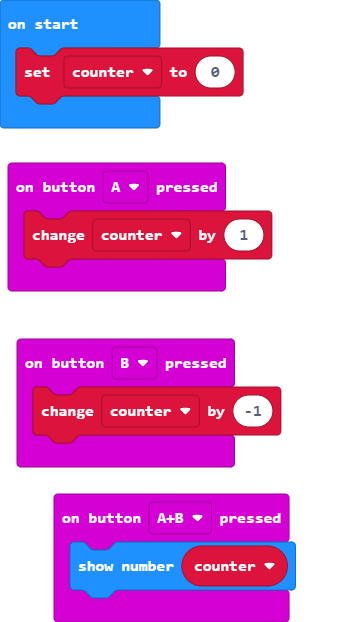 on start
set counter to 0
on button A pressed
change counter by 1
on button B pressed
change counter by -1
on button A+B pressed
show number counter